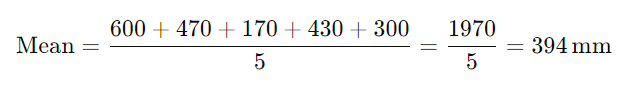 Mean = (600 + 470 + 170 + 430 + 300) / 5 = 1970 / 5 = 394 mm